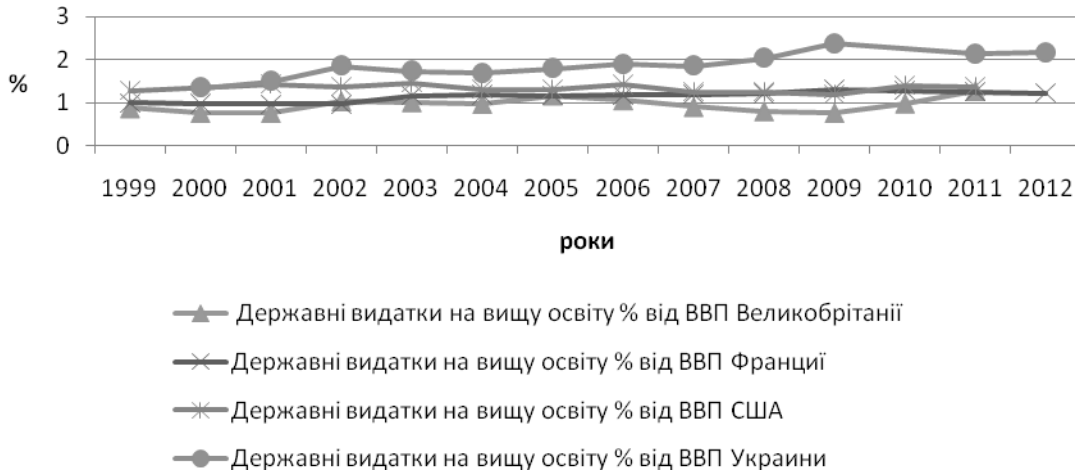 3
2
%
1
0
1999 2000 2001 2002 2003 2004 2005 2006 2007 2008 2009 2010 2011 2012
роки
Державні видатки на вищу освіту % від ВВП Великобрітанії
Державні видатки на вищу освіту % від ВВП Франциї
Державні видатки на вищу освіту % від ВВП США
Державні видатки на вищу освіту % від ВВП Украини